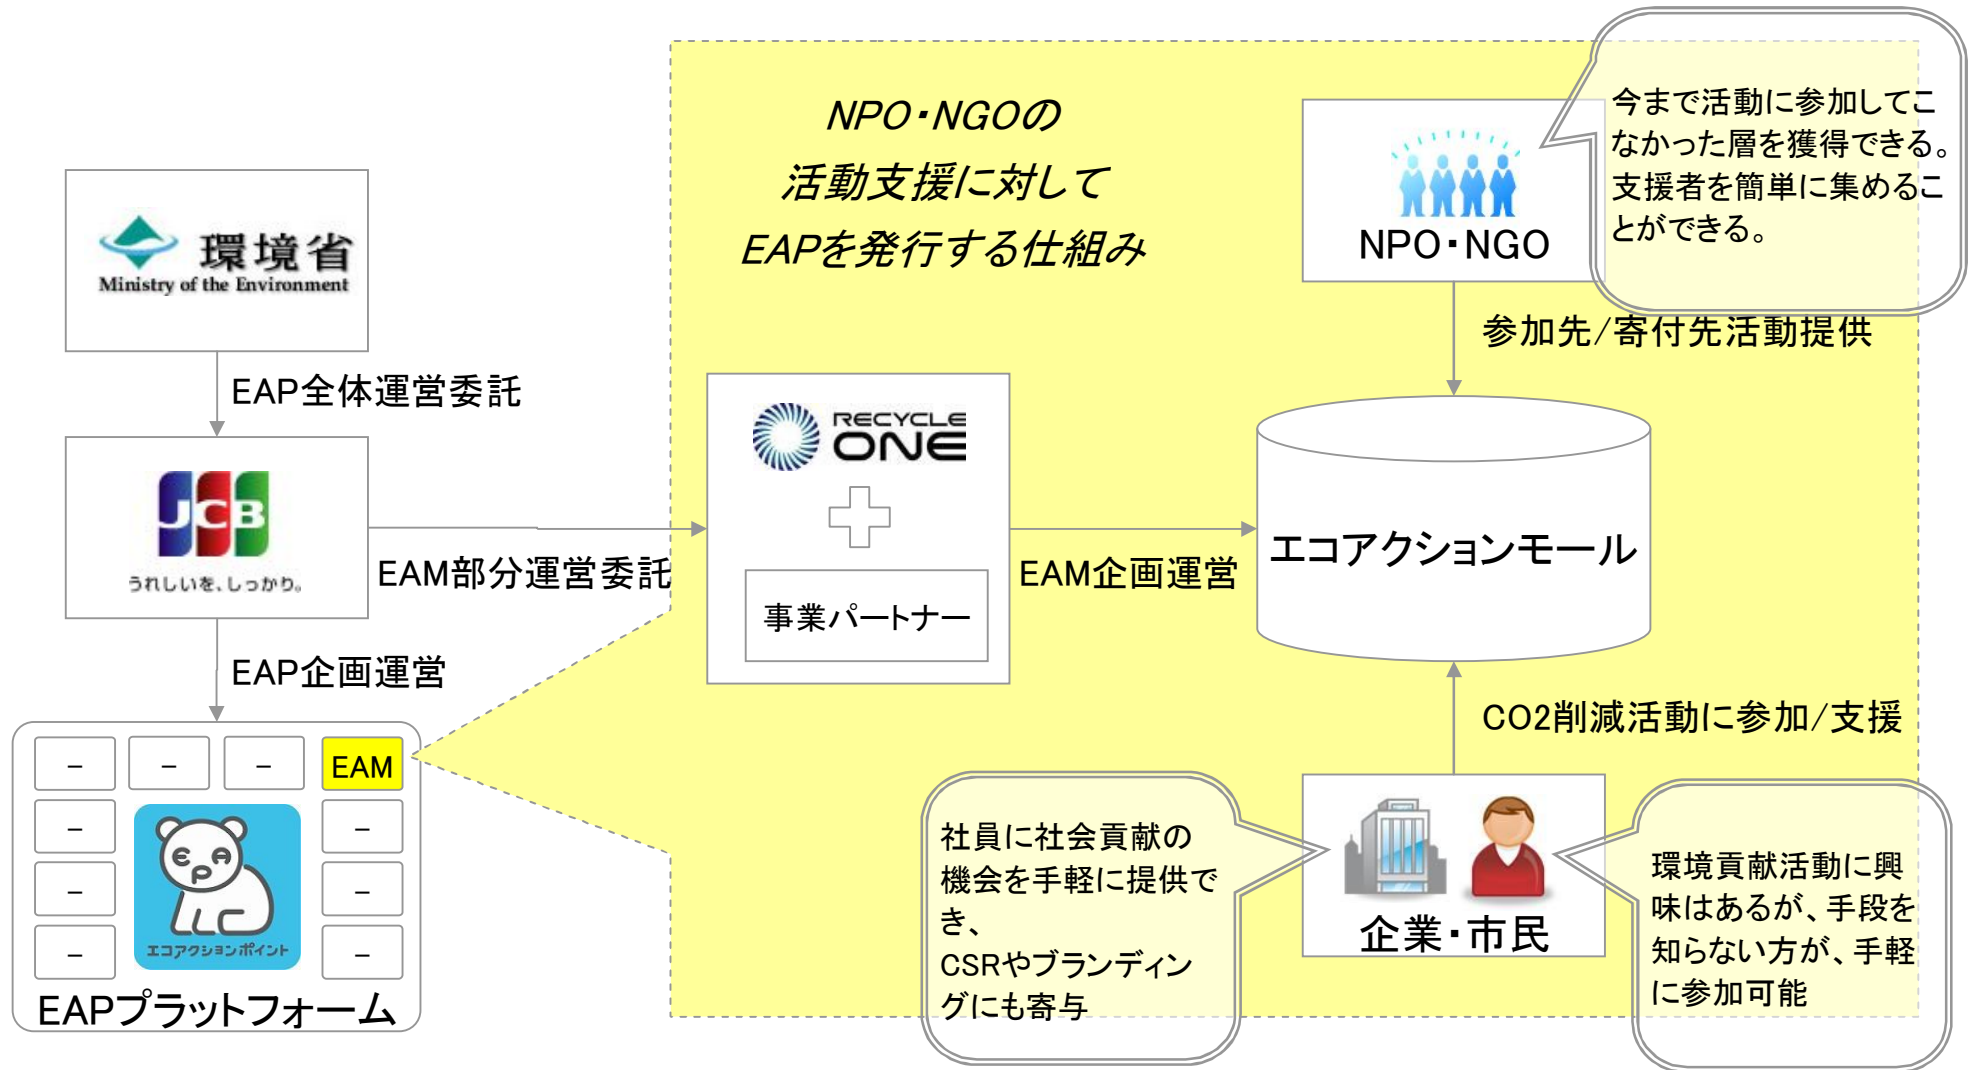 NPO・NGOの
活動支援に対して
EAPを発行する仕組み
今まで活動に参加してこ
なかった層を獲得できる。
支援者を簡単に集めるこ
とができる。
NPO・NGO
参加先/寄付先活動提供
環境省
Ministry of the Environment
EAP全体運営委託
JCB
うれしいを、しっかり。
EAM部分運営委託
RECYCLE
ONE
事業パートナー
EAM企画運営
エコアクションモール
EAP企画運営
CO2削減活動に参加/支援
–
–
–
EAM
–
–
–
–
–
–
EAP
エコアクションポイント
EAPプラットフォーム
社員に社会貢献の
機会を手軽に提供で
き、
CSRやブランディン
グにも寄与
企業・市民
環境貢献活動に興
味はあるが、手段を
知らない方が、手軽
に参加可能